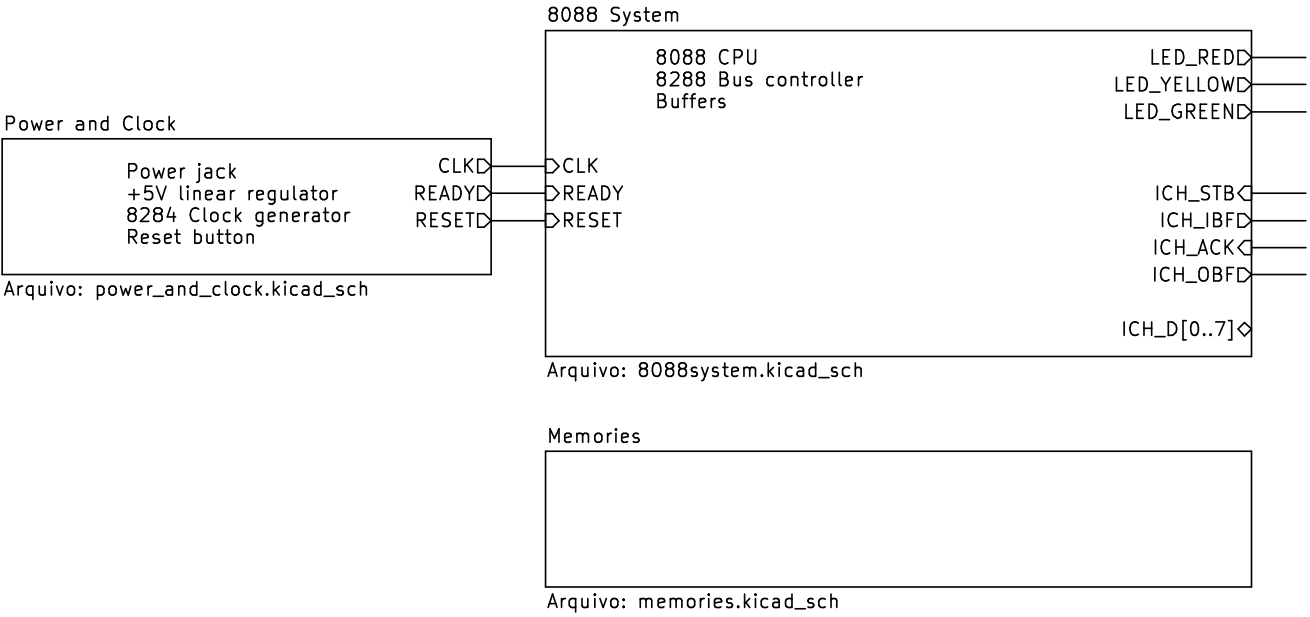 8088 System
8088 CPU
8288 Bus controller
Buffers
LED_RED
LED_YELLOW
LED_GREEN
Power and Clock
Power jack
+5V linear regulator
8284 Clock generator
Reset button
CLK
READY
RESET
CLK
READY
RESET
ICH_STB
ICH_IBF
ICH_ACK
ICH_OBF
ICH_D[0..7]
Arquivo: power_and_clock.kicad_sch
Arquivo: 8088system.kicad_sch
Memories
Arquivo: memories.kicad_sch